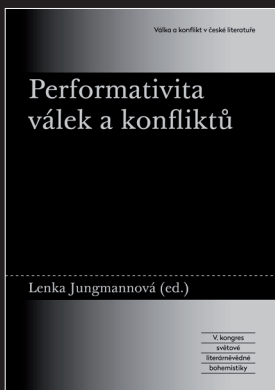 Válka a konflikt v české literatuře
Performativita
válek a konfliktů
Lenka Jungmannová (ed.)
V. kongres
světové
literárněvědné
bohemistiky